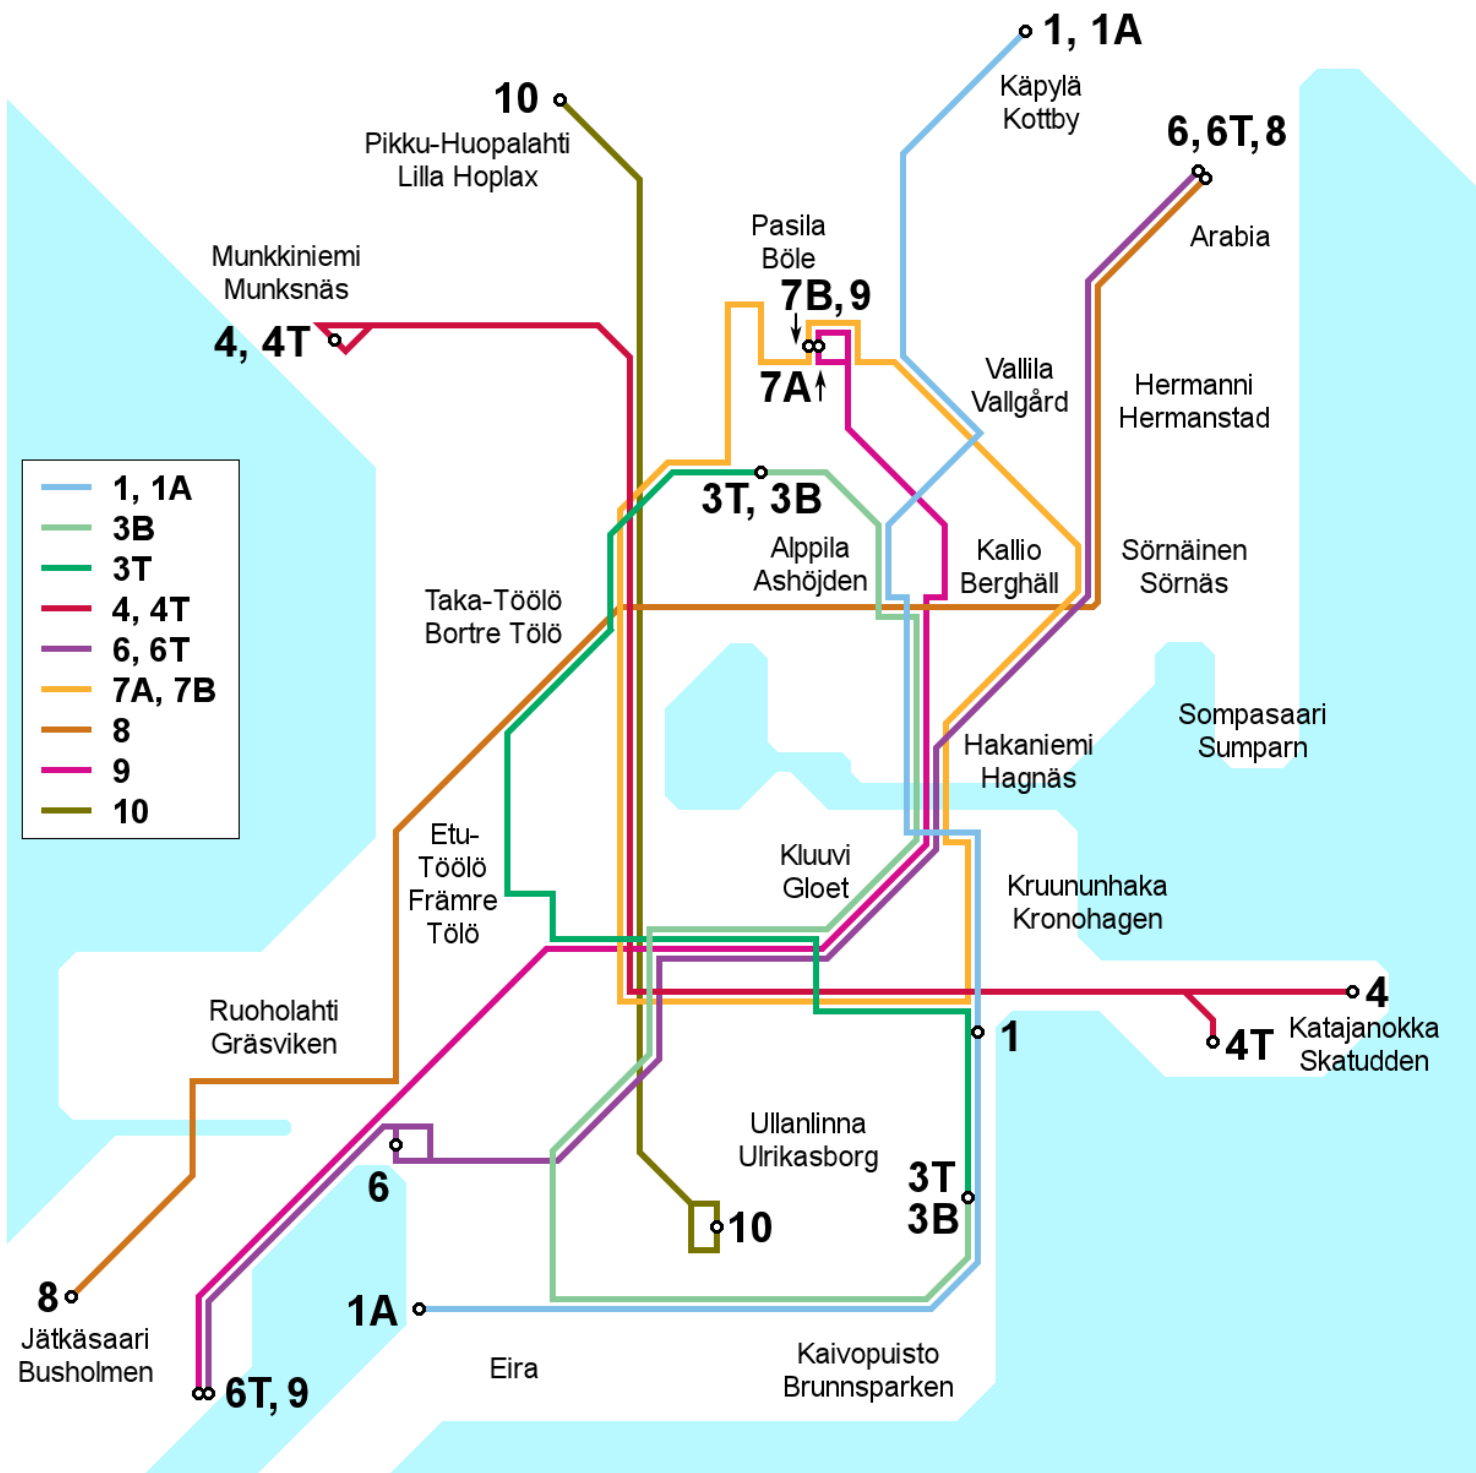 1, 1A
Käpylä
Kottby
10
Pikku-Huopalahti
Lilla Hoplax
6, 6T, 8
Arabia
Pasila
Böle
7B, 9
7A
Munkkiniemi
Munksnäs
4, 4T
Vallila
Vallgård
Hermanni
Hermanstad
1, 1A
3B
3T
4, 4T
6, 6T
7A, 7B
8
9
10
3T, 3B
Alppila
Ashöjden
Kallio
Berghäll
Sörnäinen
Sörnäs
Taka-Töölö
Bortre Tölö
Sompasaari
Sumparn
Hakaniemi
Hagnäs
Etu-
Töölö
Främre
Tölö
Kluuvi
Gloet
Kruununhaka
Kronohagen
Ruoholahti
Gräsviken
4
Katajanokka
Skatudden
4T
1
Ullanlinna
Ulrikasborg
6
3T
3B
10
8
Jätkäsaari
Busholmen
1A
6T, 9
Eira
Kaivopuisto
Brunnsparken